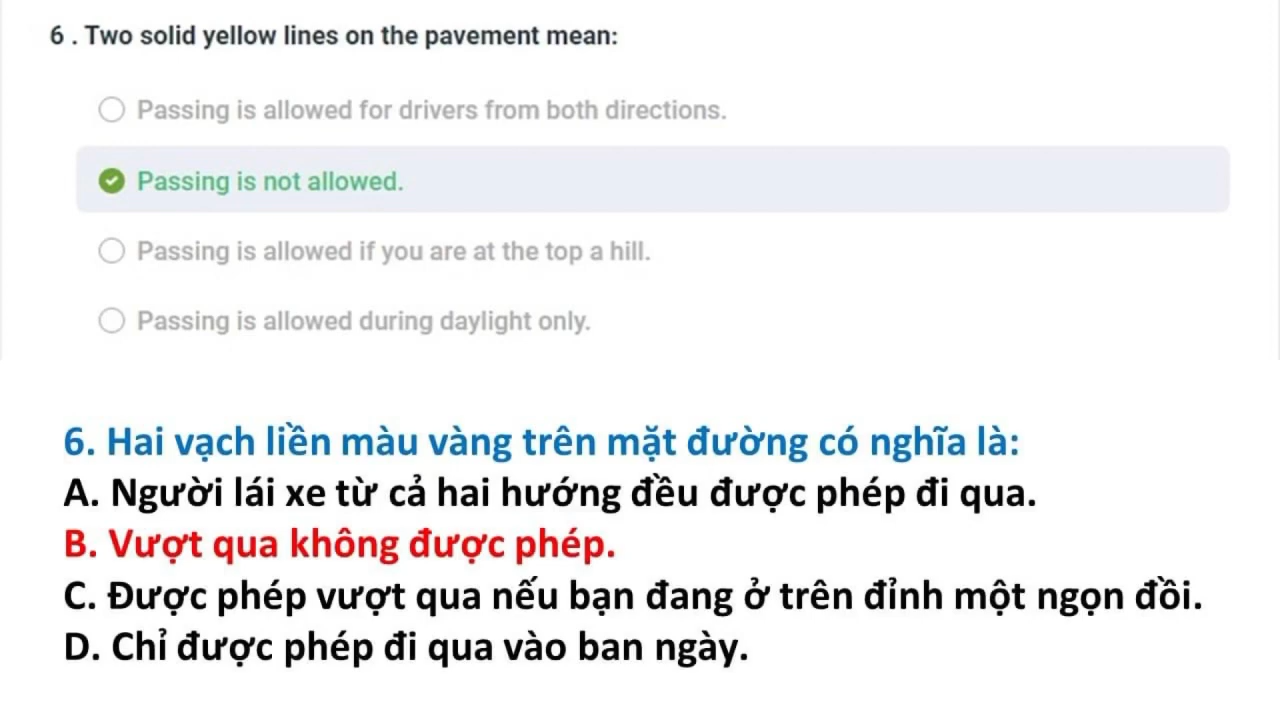 6 . Two solid yellow lines on the pavement mean:
Passing is allowed for drivers from both directions.
Passing is not allowed.
Passing is allowed if you are at the top a hill.
Passing is allowed during daylight only.
6. Hai vạch liền màu vàng trên mặt đường có nghĩa là:
A. Người lái xe từ cả hai hướng đều được phép đi qua.
B. Vượt qua không được phép.
C. Được phép vượt qua nếu bạn đang ở trên đỉnh một ngọn đồi.
D. Chỉ được phép đi qua vào ban ngày.